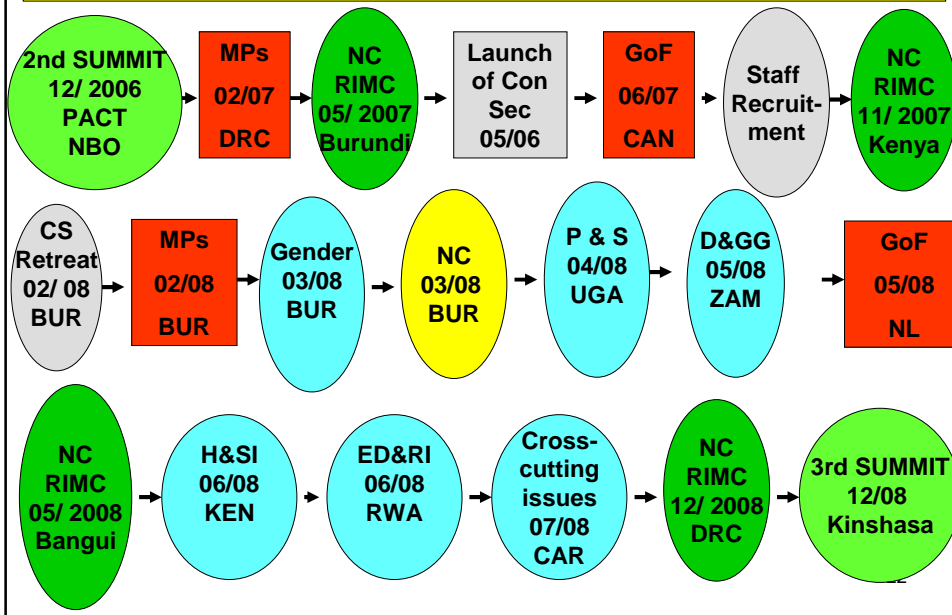 2nd SUMMIT
12/ 2006
PACT
NBO
MPs
02/07
DRC
NC
RIMC
05/ 2007
Burundi
Launch
of Con
Sec
05/06
GoF
06/07
CAN
Staff
Recruit-
ment
NC
RIMC
11/ 2007
Kenya
CS
Retreat
02/ 08
BUR
MPs
02/08
BUR
Gender
03/08
BUR
NC
03/08
BUR
P & S
04/08
UGA
D&GG
05/08
ZAM
GoF
05/08
NL
NC
RIMC
05/ 2008
Bangui
H&SI
06/08
KEN
ED&RI
06/08
RWA
Cross-
cutting
issues
07/08
CAR
NC
RIMC
12/ 2008
DRC
3rd SUMMIT
12/08
Kinshasa